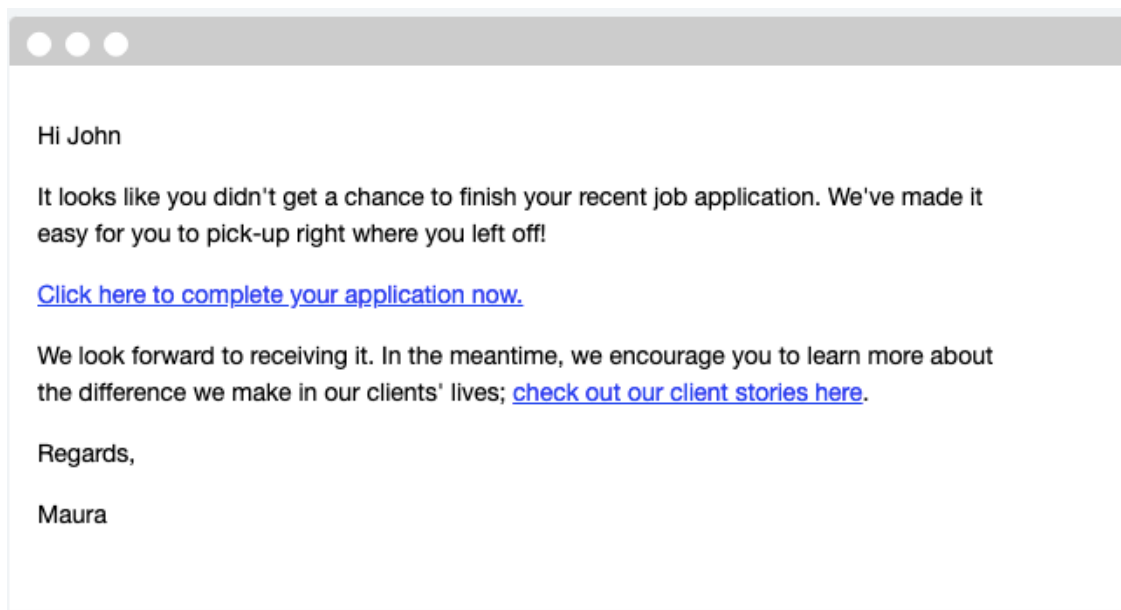 Hi John
It looks like you didn't get a chance to finish your recent job application. We've made it
easy for you to pick-up right where you left off!
Click here to complete your application now.
We look forward to receiving it. In the meantime, we encourage you to learn more about
the difference we make in our clients' lives; check out our client stories here.
Regards,
Maura